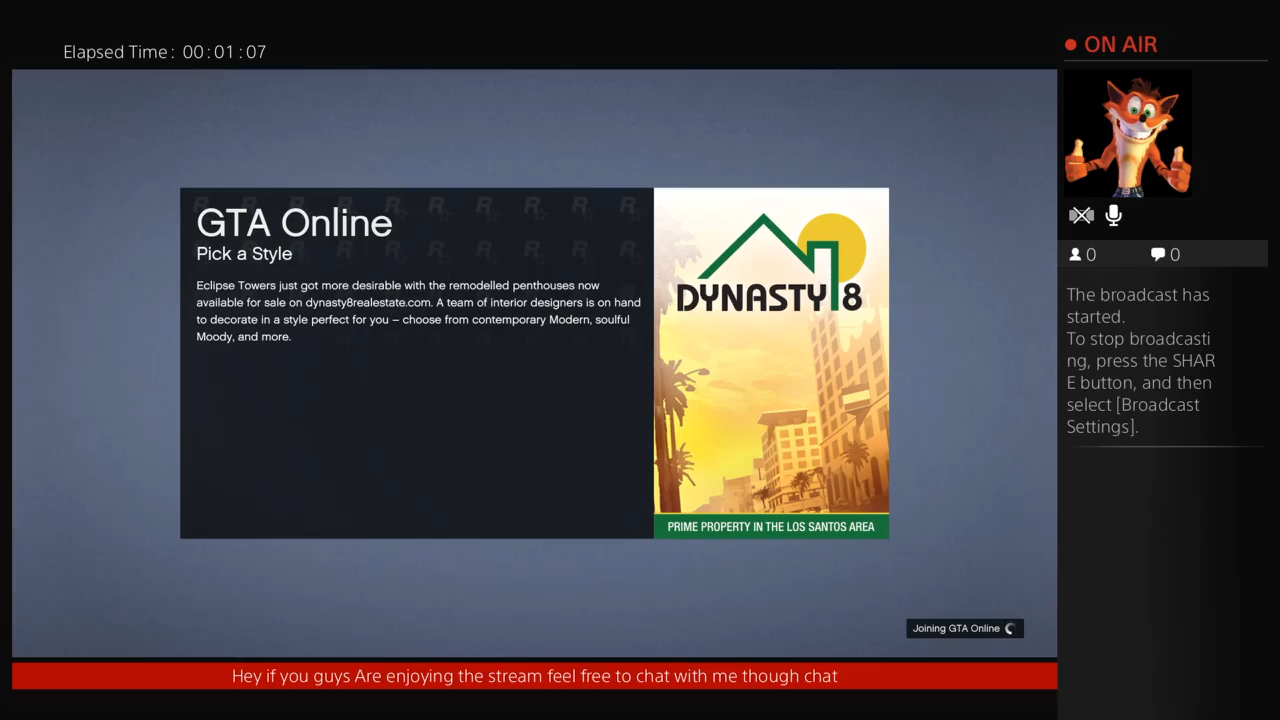 Elapsed Time: 00:01:07
ON AIR
GTA Online
Pick a Style
Eclipse Towers just got more desirable with the remodelled penthouses now
available for sale on dynasty8realestate.com. A team of interior designers is on hand
to decorate in a style perfect for you – choose from contemporary Modern, soulful
Moody, and more.
DYNASTY 8
PRIME PROPERTY IN THE LOS SANTOS AREA
Joining GTA Online
0
0
The broadcast has
started.
To stop broadcasti
ng, press the SHAR
E button, and then
select [Broadcast
Settings].
Hey if you guys Are enjoying the stream feel free to chat with me though chat